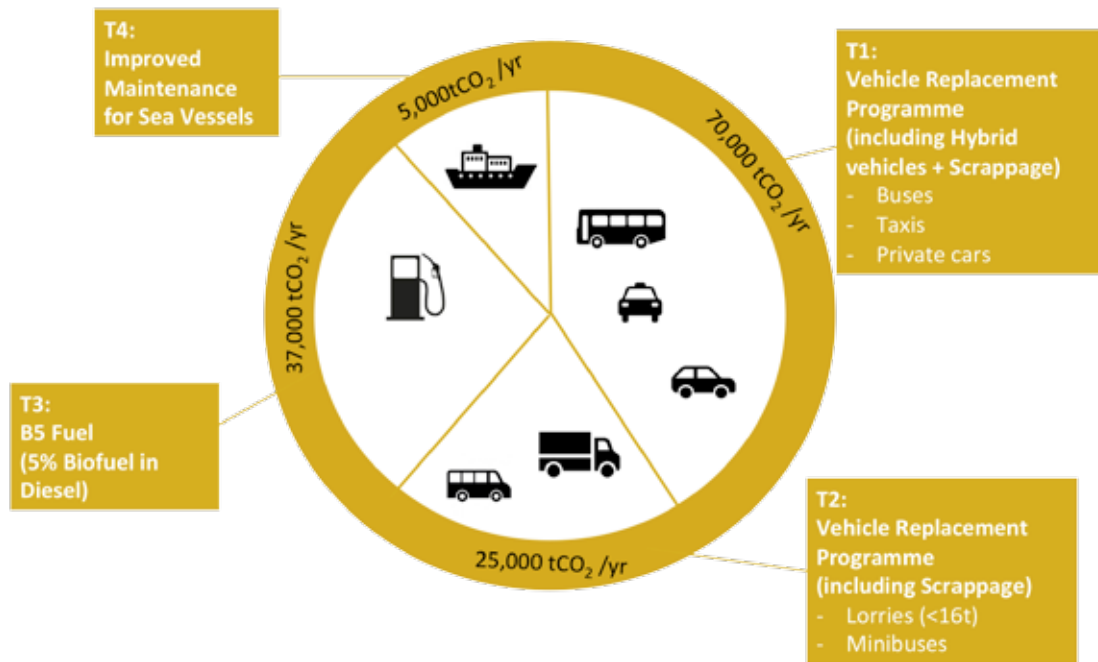 T4:
Improved
Maintenance
for Sea Vessels
5,000tCO₂ /yr
70,000 tCO₂ /yr
T1:
Vehicle Replacement
Programme
(including Hybrid
vehicles + Scrappage)
- Buses
- Taxis
- Private cars
37,000 tCO₂ /yr
T3:
B5 Fuel
(5% Biofuel in
Diesel)
25,000 tCO₂ /yr
T2:
Vehicle Replacement
Programme
(including Scrappage)
- Lorries (<16t)
- Minibuses